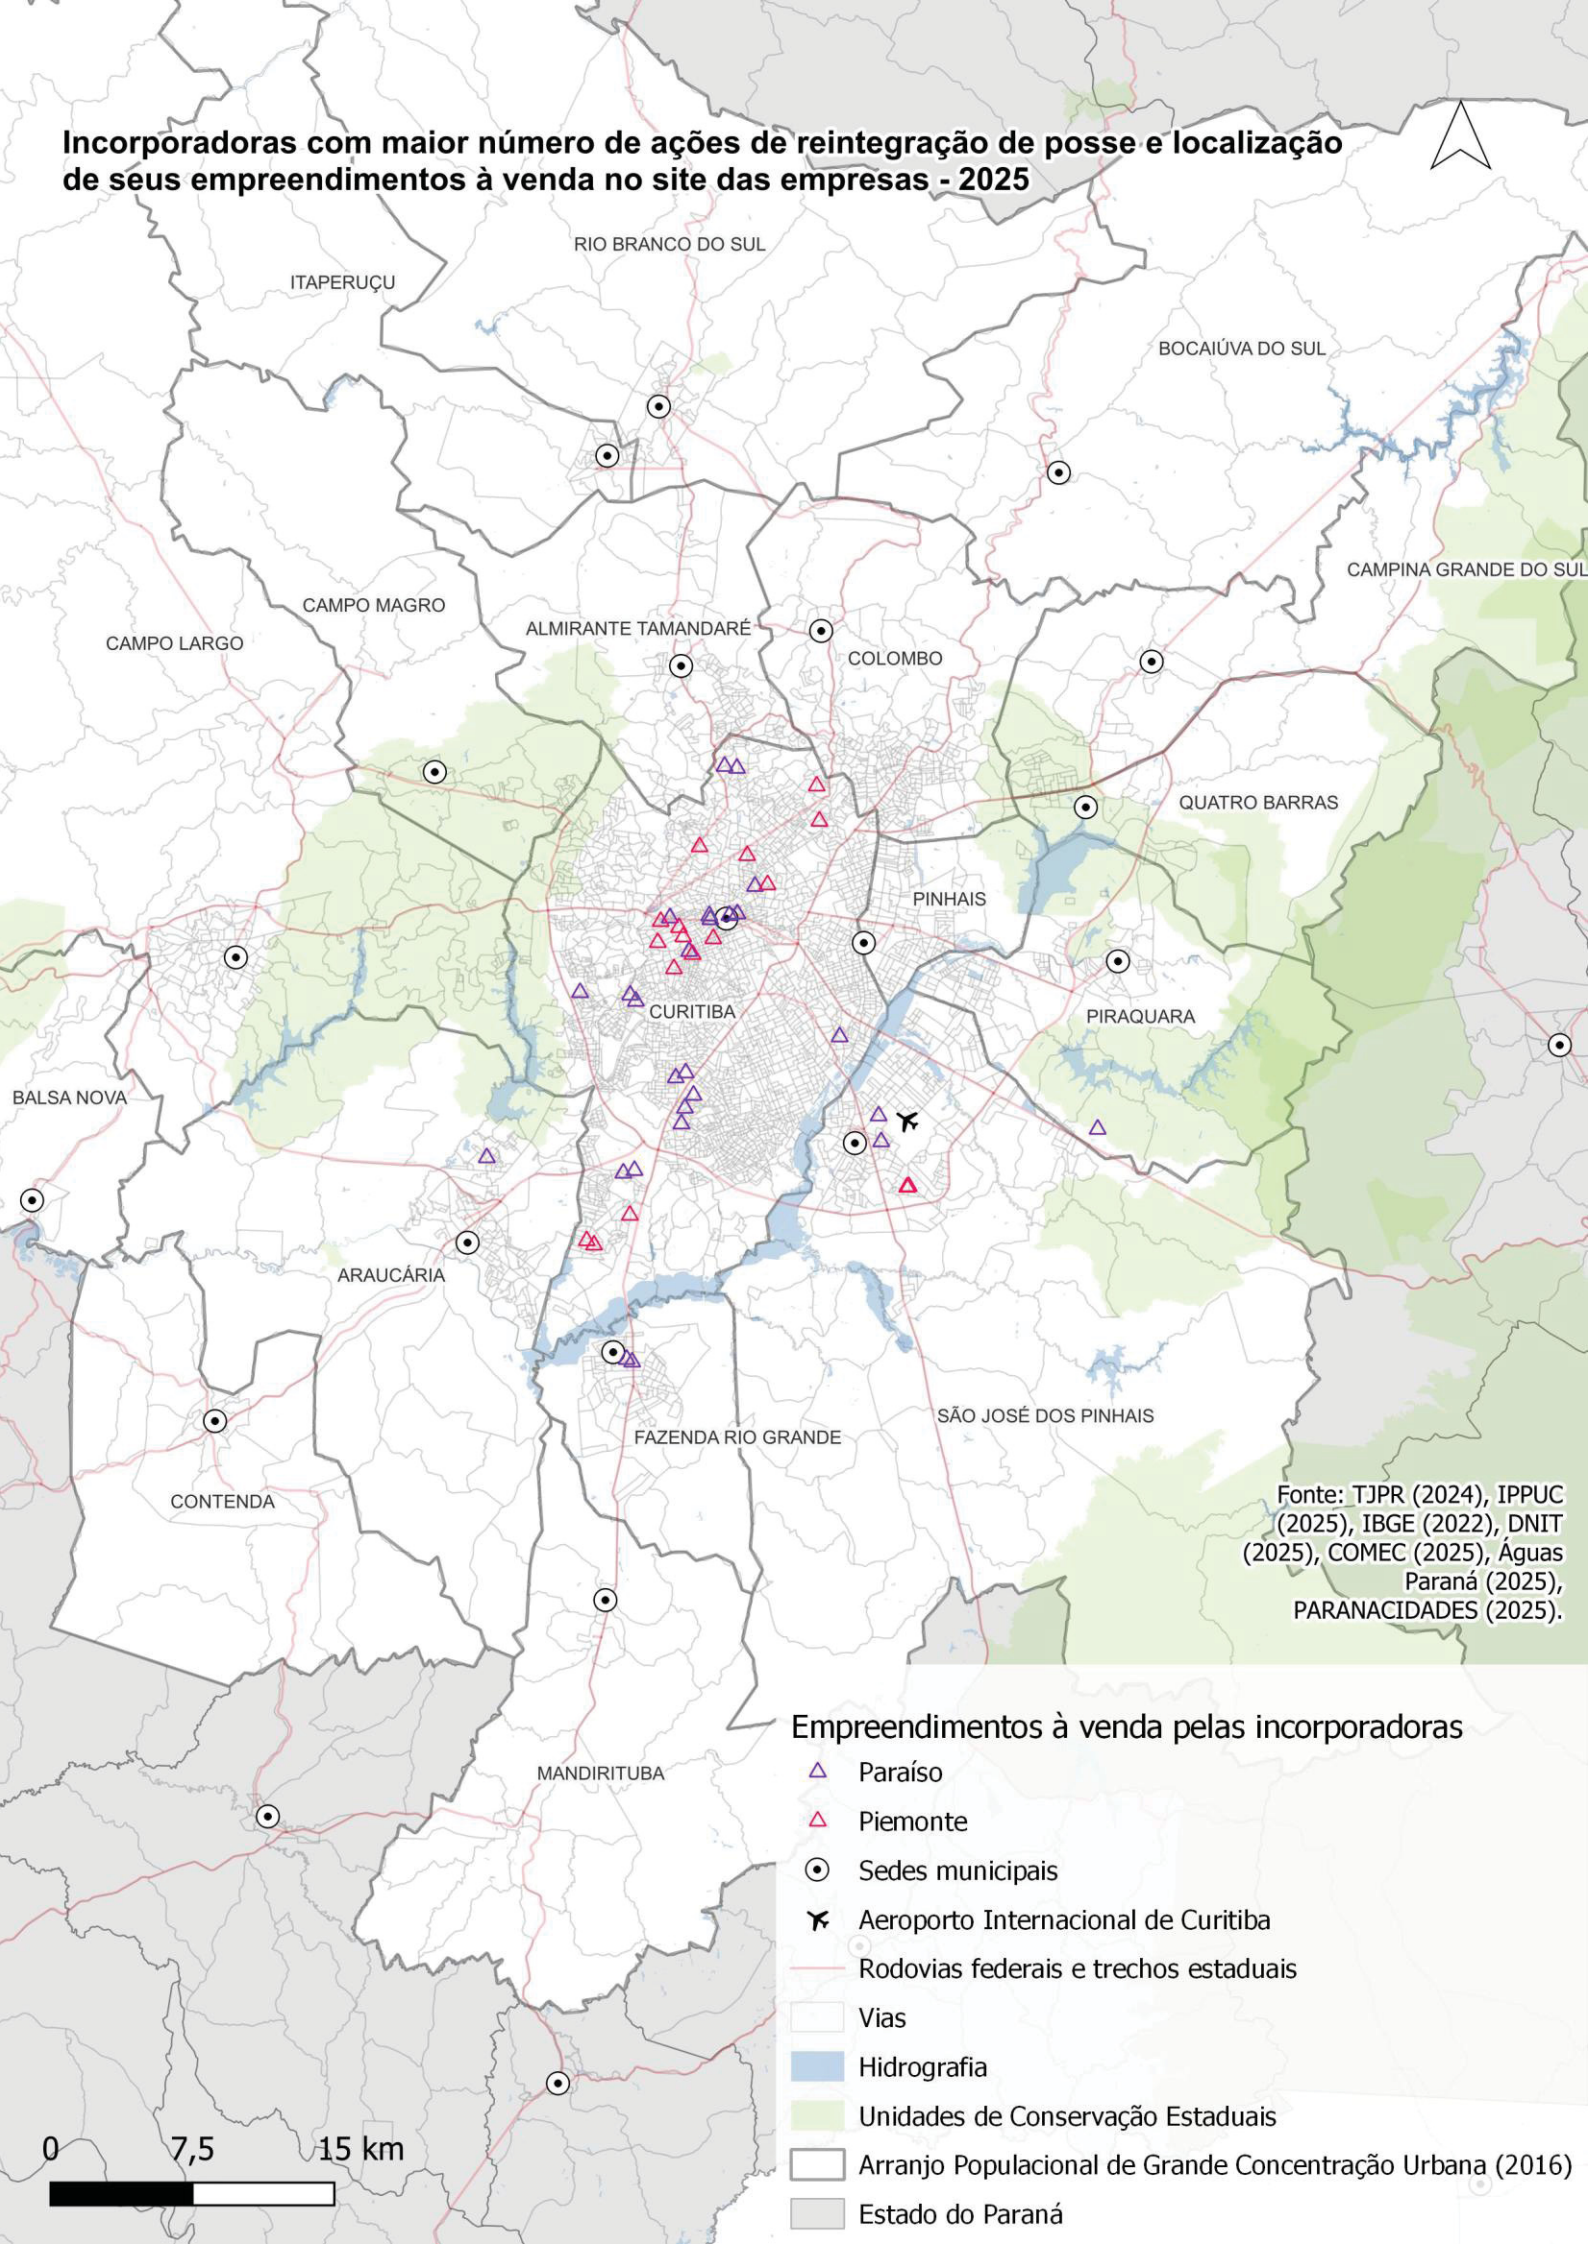 Incorporadoras com maior número de ações de reintegração de posse e localização
de seus empreendimentos à venda no site das empresas - 2025
RIO BRANCO DO SUL
ITAPERUÇU
BOCAIÚVA DO SUL
CAMPINA GRANDE DO SUL
CAMPO MAGRO
ALMIRANTE TAMANDARÉ
CAMPO LARGO
COLOMBO
QUATRO BARRAS
PINHAIS
CURITIBA
PIRAQUARA
BALSA NOVA
ARAUCÁRIA
SÃO JOSÉ DOS PINHAIS
FAZENDA RIO GRANDE
CONTENDA
Fonte: TJPR (2024), IPPUC
(2025), IBGE (2022), DNIT
(2025), COMEC (2025), Águas
Paraná (2025),
PARANACIDADES (2025).
MANDIRITUBA
Empreendimentos à venda pelas incorporadoras
Paraíso
Piemonte
Sedes municipais
Aeroporto Internacional de Curitiba
Rodovias federais e trechos estaduais
Vias
Hidrografia
Unidades de Conservação Estaduais
Arranjo Populacional de Grande Concentração Urbana (2016)
Estado do Paraná
0 7,5 15 km